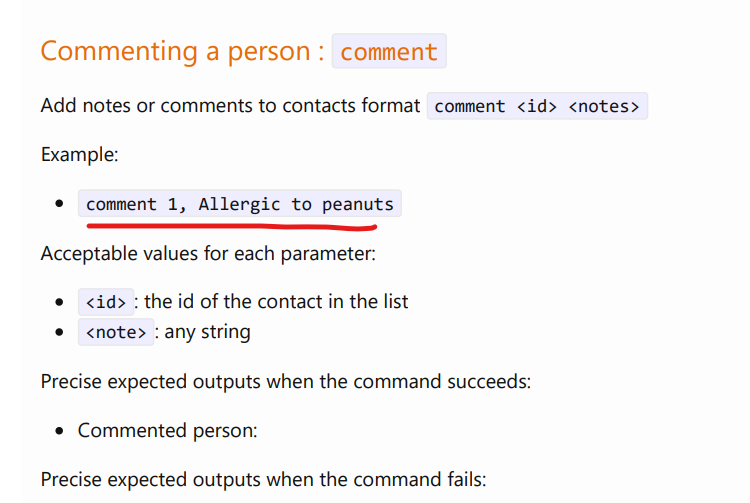 Commenting a person : comment
Add notes or comments to contacts format comment <id> <notes>
Example:
comment 1, Allergic to peanuts
Acceptable values for each parameter:
<id> : the id of the contact in the list
<note> : any string
Precise expected outputs when the command succeeds:
Commented person:
Precise expected outputs when the command fails: